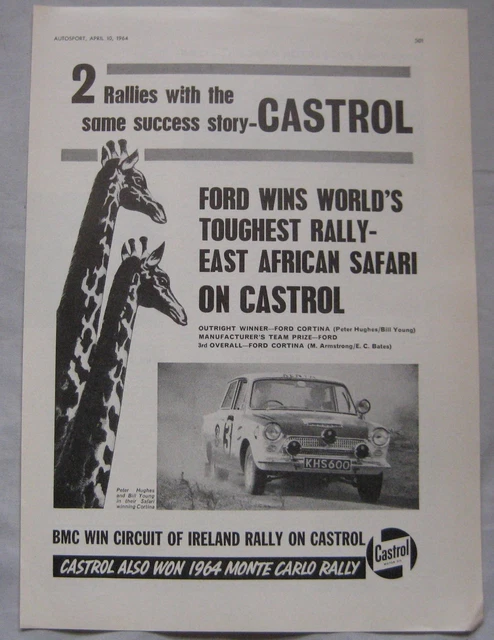 AUTOSPORT, APRIL 10, 1964
2 Rallies with the
same success story-CASTROL
FORD WINS WORLD'S
TOUGHEST RALLY-
EAST AFRICAN SAFARI
ON CASTROL
OUTRIGHT WINNER—FORD CORTINA (Peter Hughes/Bill Young)
MANUFACTURER'S TEAM PRIZE—FORD
3rd OVERALL—FORD CORTINA (M. Armstrong/E. C. Bates)
KHS600
Peter Hughes
and Bill Young
in their Safari
winning Cortina
BMC WIN CIRCUIT OF IRELAND RALLY ON CASTROL
CASTROL ALSO WON 1964 MONTE CARLO RALLY
Castrol